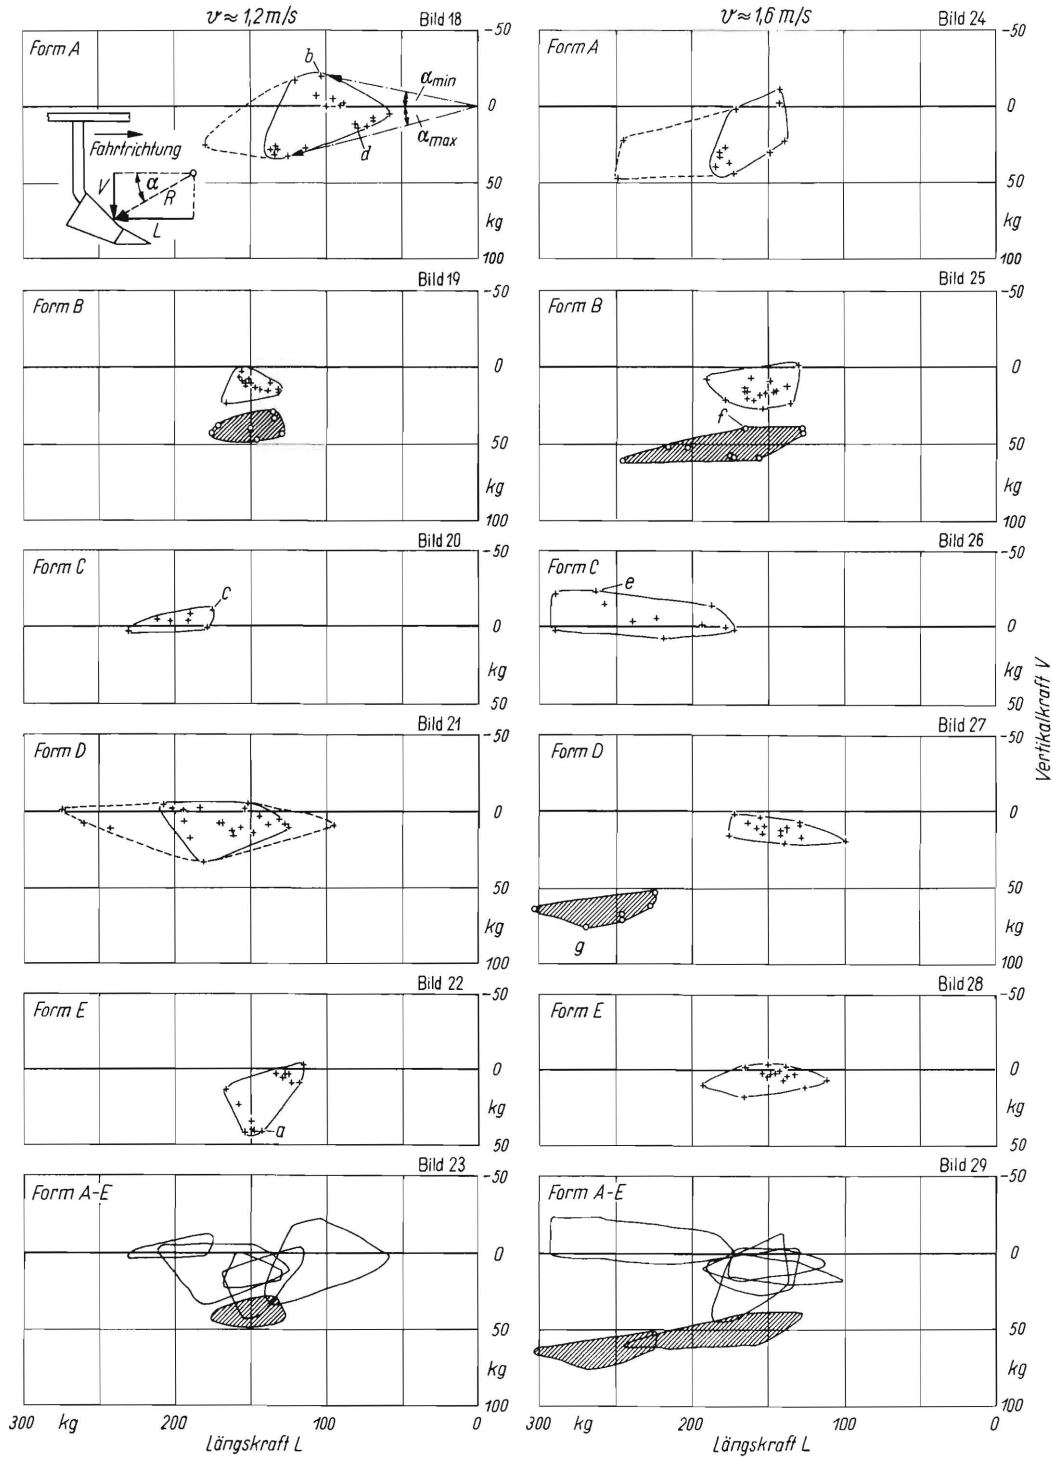 v ≈ 1,2 m/s
Bild 18
Form A
b
αmin
αmax
d
Fahrtrichtung
V
α
R
L
-50
0
50
kg
100
v ≈ 1,6 m/s
Bild 24
Form A
-50
0
50
kg
100
Bild 19
Form B
-50
0
50
kg
100
Bild 25
Form B
f
-50
0
50
kg
100
Bild 20
Form C
c
-50
0
kg
50
Bild 26
Form C
e
-50
0
kg
50
Vertikalkraft V
Bild 21
Form D
-50
0
50
kg
100
Bild 27
Form D
g
-50
0
50
kg
100
Bild 22
Form E
a
-50
0
kg
50
Bild 28
Form E
-50
0
kg
50
Bild 23
Form A-E
-50
0
50
kg
100
300 kg 200 100 0
Längskraft L
Bild 29
Form A-E
-50
0
50
kg
100
300 kg 200 100 0
Längskraft L